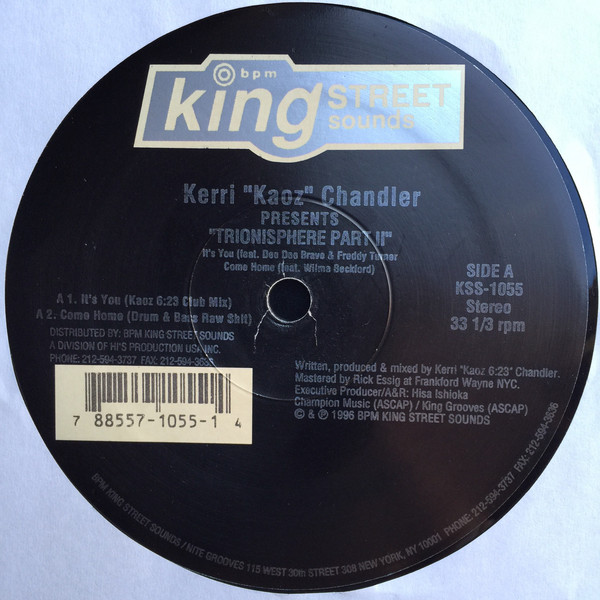 bpm
king STREET
sounds
Kerri "Kaoz" Chandler
PRESENTS
"TRIONISPHERE PART II"
It's You (feat. Dee Dee Brave & Freddy Turner
Come Home (feat. Wilma Beckford)
SIDE A
KSS-1055
Stereo
33 1/3 rpm
A 1. It's You (Kaoz 6:23 Club Mix)
A 2. Come Home (Drum & Bass Raw Shit)
DISTRIBUTED BY: BPM KING STREET SOUNDS
A DIVISION OF HI'S PRODUCTION USA INC.
PHONE: 212-594-3737 FAX: 212-594-3636
7 88557-1055-1 4
Written, produced & mixed by Kerri "Kaoz 6:23" Chandler.
Mastered by Rick Essig at Frankford Wayne NYC.
Executive Producer/A&R: Hisa Ishioka
Champion Music (ASCAP) / King Grooves (ASCAP)
© & ℗ 1996 BPM KING STREET SOUNDS
BPM KING STREET SOUNDS / NITE GROOVES 115 WEST 30th STREET 308 NEW YORK, NY 10001 PHONE: 212-594-3737 FAX: 212-594-3636